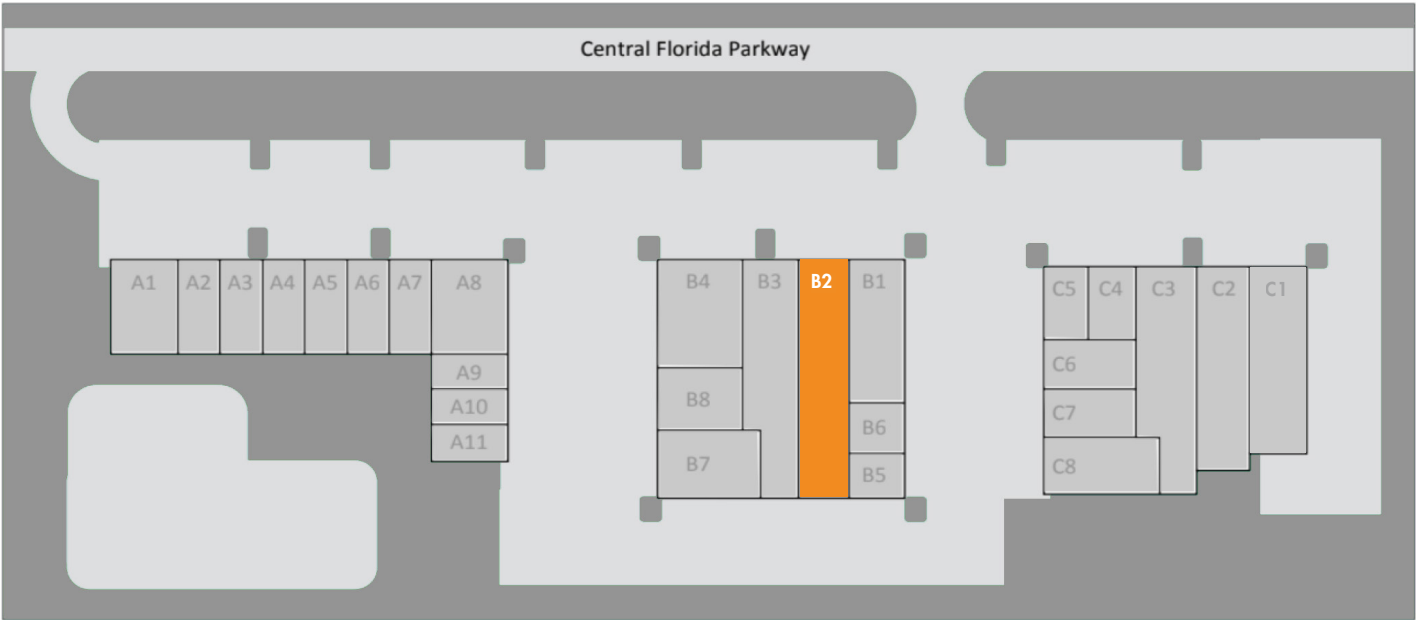 Central Florida Parkway
A1 A2 A3 A4 A5 A6 A7 A8
A9
A10
A11
B4 B3 B2 B1
B8
B6
B7
B5
C5 C4 C3 C2 C1
C6
C7
C8